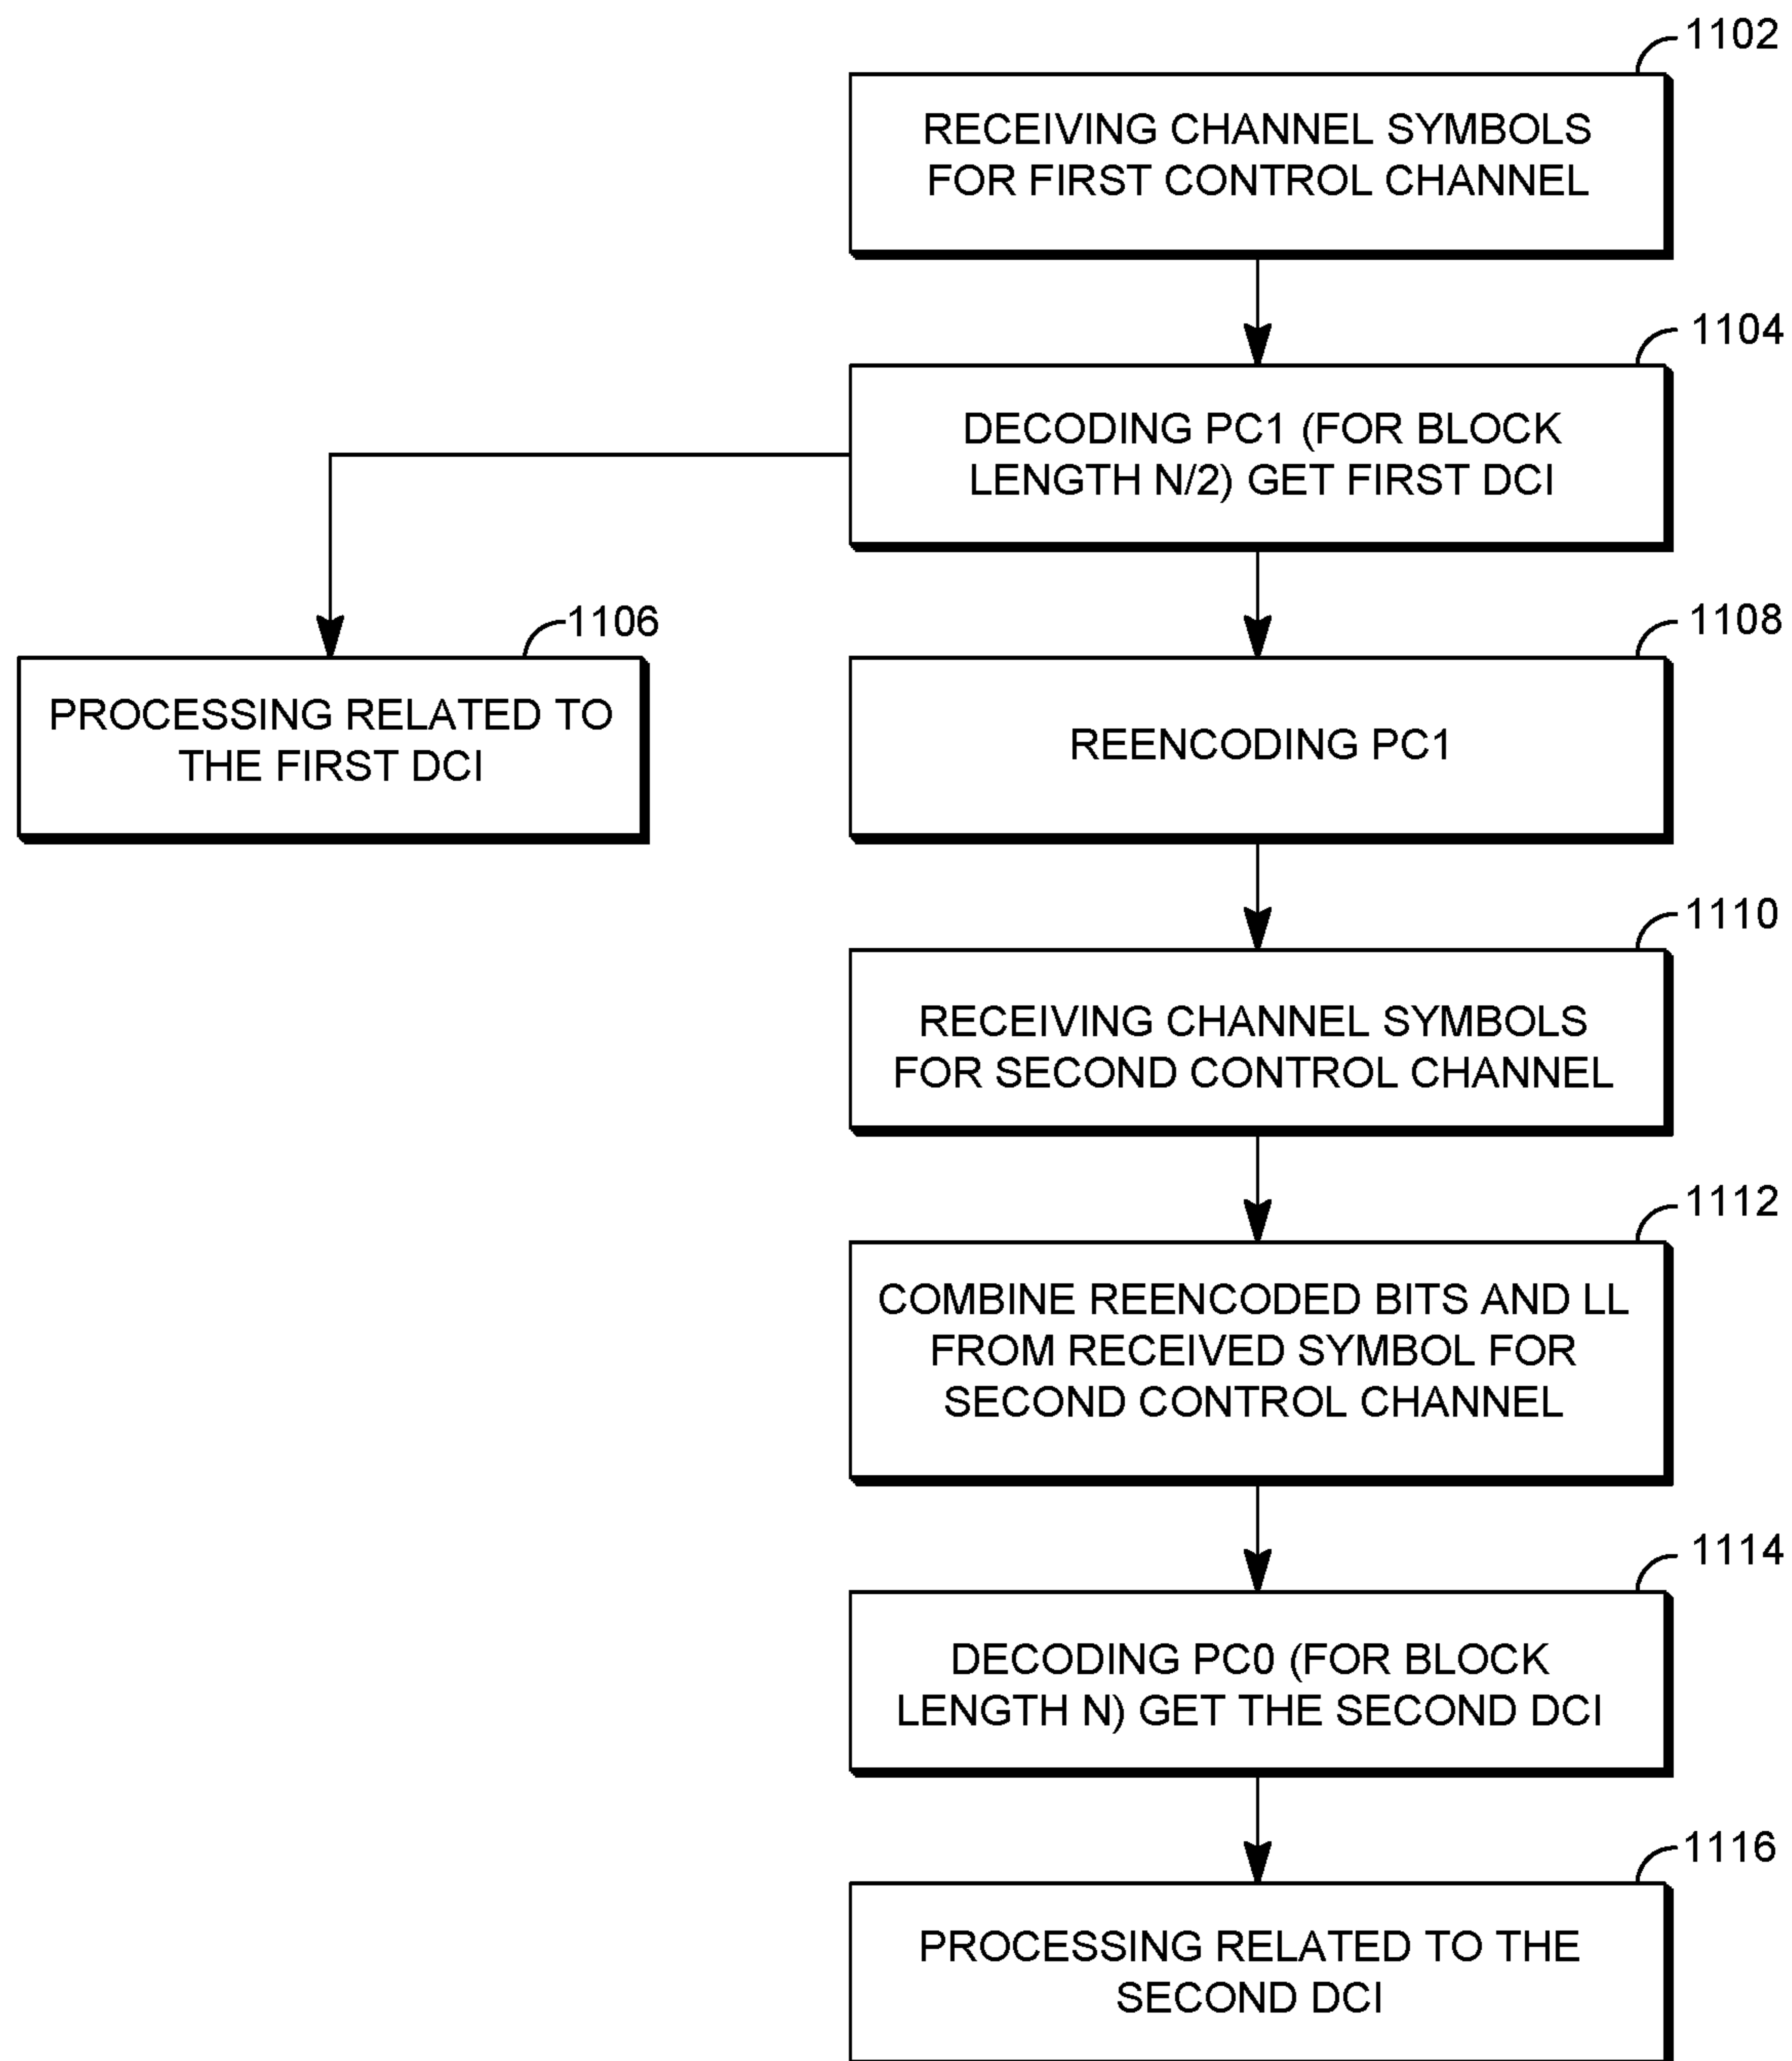 1102
RECEIVING CHANNEL SYMBOLS
FOR FIRST CONTROL CHANNEL
1104
DECODING PC1 (FOR BLOCK
LENGTH N/2) GET FIRST DCI
1106
PROCESSING RELATED TO
THE FIRST DCI
1108
REENCODING PC1
1110
RECEIVING CHANNEL SYMBOLS
FOR SECOND CONTROL CHANNEL
1112
COMBINE REENCODED BITS AND LL
FROM RECEIVED SYMBOL FOR
SECOND CONTROL CHANNEL
1114
DECODING PC0 (FOR BLOCK
LENGTH N) GET THE SECOND DCI
1116
PROCESSING RELATED TO THE
SECOND DCI